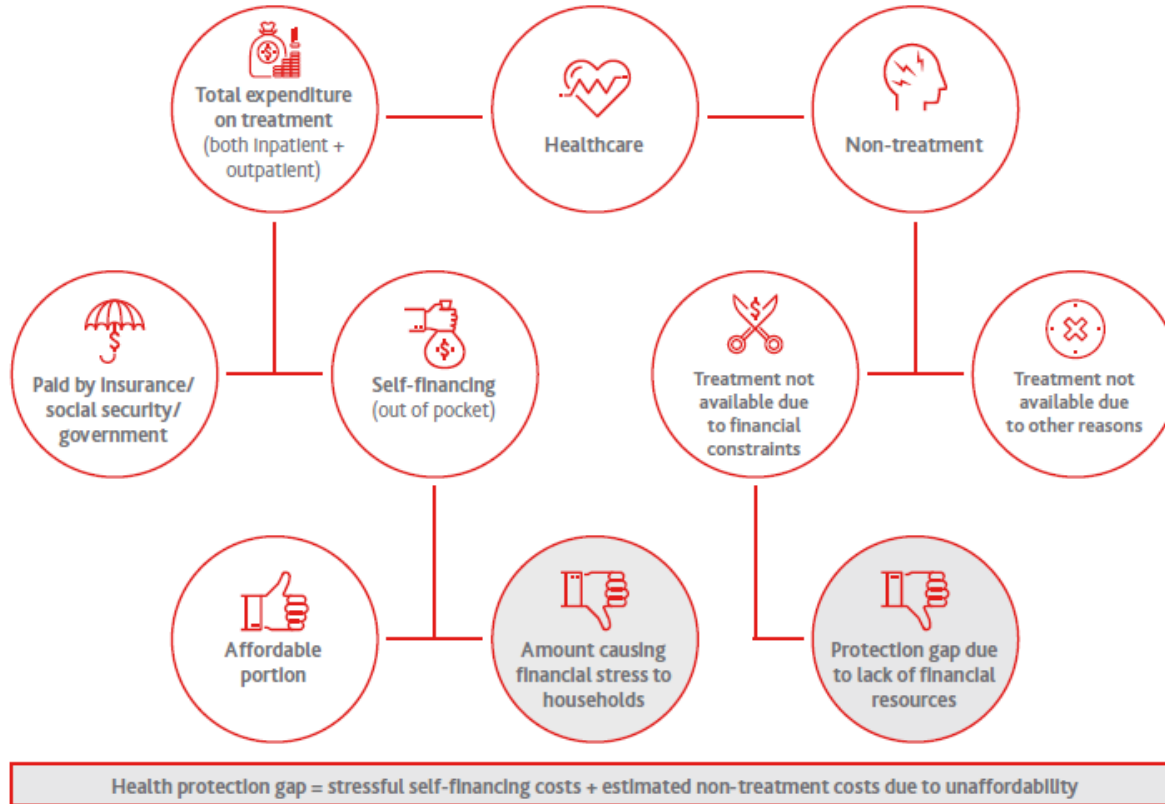 Total expenditure
on treatment
(both inpatient +
outpatient)
Healthcare
Non-treatment
Paid by insurance/
social security/
government
Self-financing
(out of pocket)
Treatment not
available due
to financial
constraints
Treatment not
available due
to other reasons
Affordable
portion
Amount causing
financial stress to
households
Protection gap due
to lack of financial
resources
Health protection gap = stressful self-financing costs + estimated non-treatment costs due to unaffordability